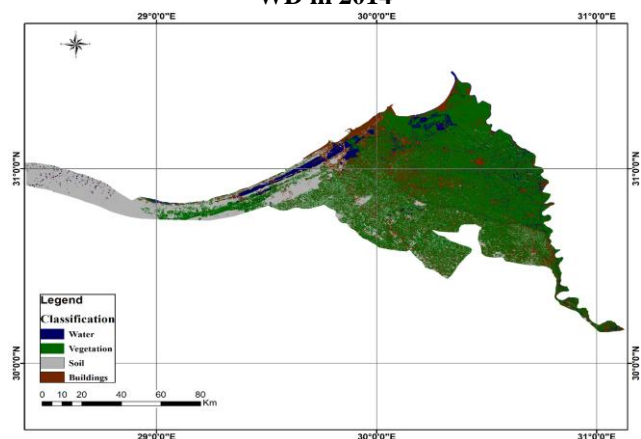 WD in 2014
29°0'0"E 30°0'0"E 31°0'0"E
31°0'0"N 31°0'0"N
Legend
Classification
Water
Vegetation
Soil
Buildings
0 5 10 20 40 60 80
Km
30°0'0"N 30°0'0"N
29°0'0"E 30°0'0"E 31°0'0"E